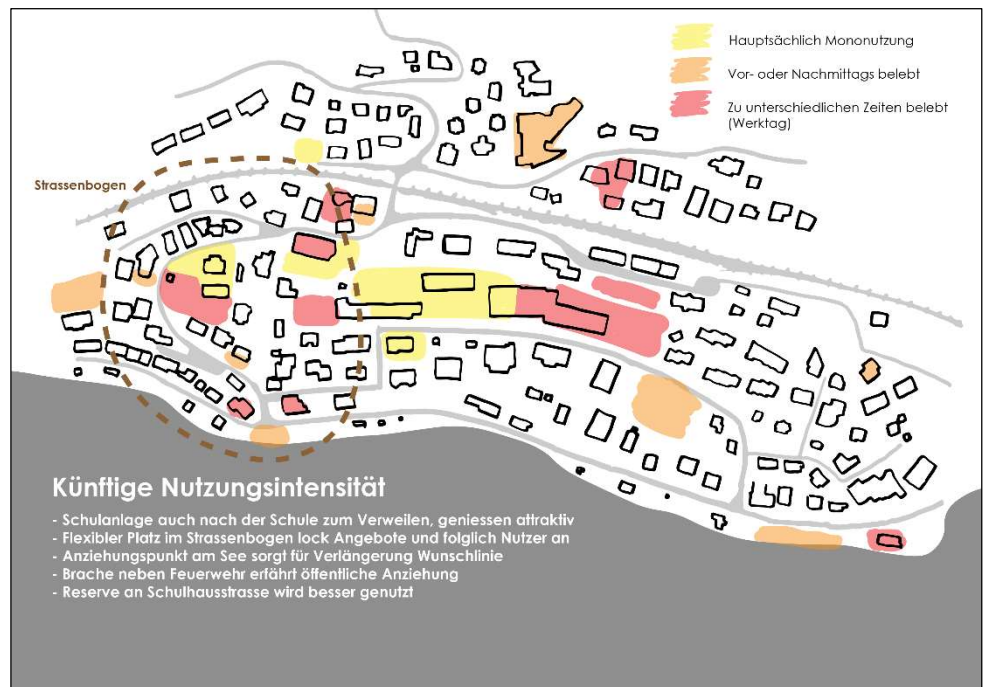 Hauptsächlich Mononutzung
Vor- oder Nachmittags belebt
Zu unterschiedlichen Zeiten belebt
(Werktag)
Strassenbogen
Künftige Nutzungsintensität
- Schulanlage auch nach der Schule zum Verweilen, geniessen attraktiv
- Flexibler Platz im Strassenbogen lock Angebote und folglich Nutzer an
- Anziehungspunkt am See sorgt für Verlängerung Wunschlinie
- Brache neben Feuerwehr erfährt öffentliche Anziehung
- Reserve an Schulhausstrasse wird besser genutzt